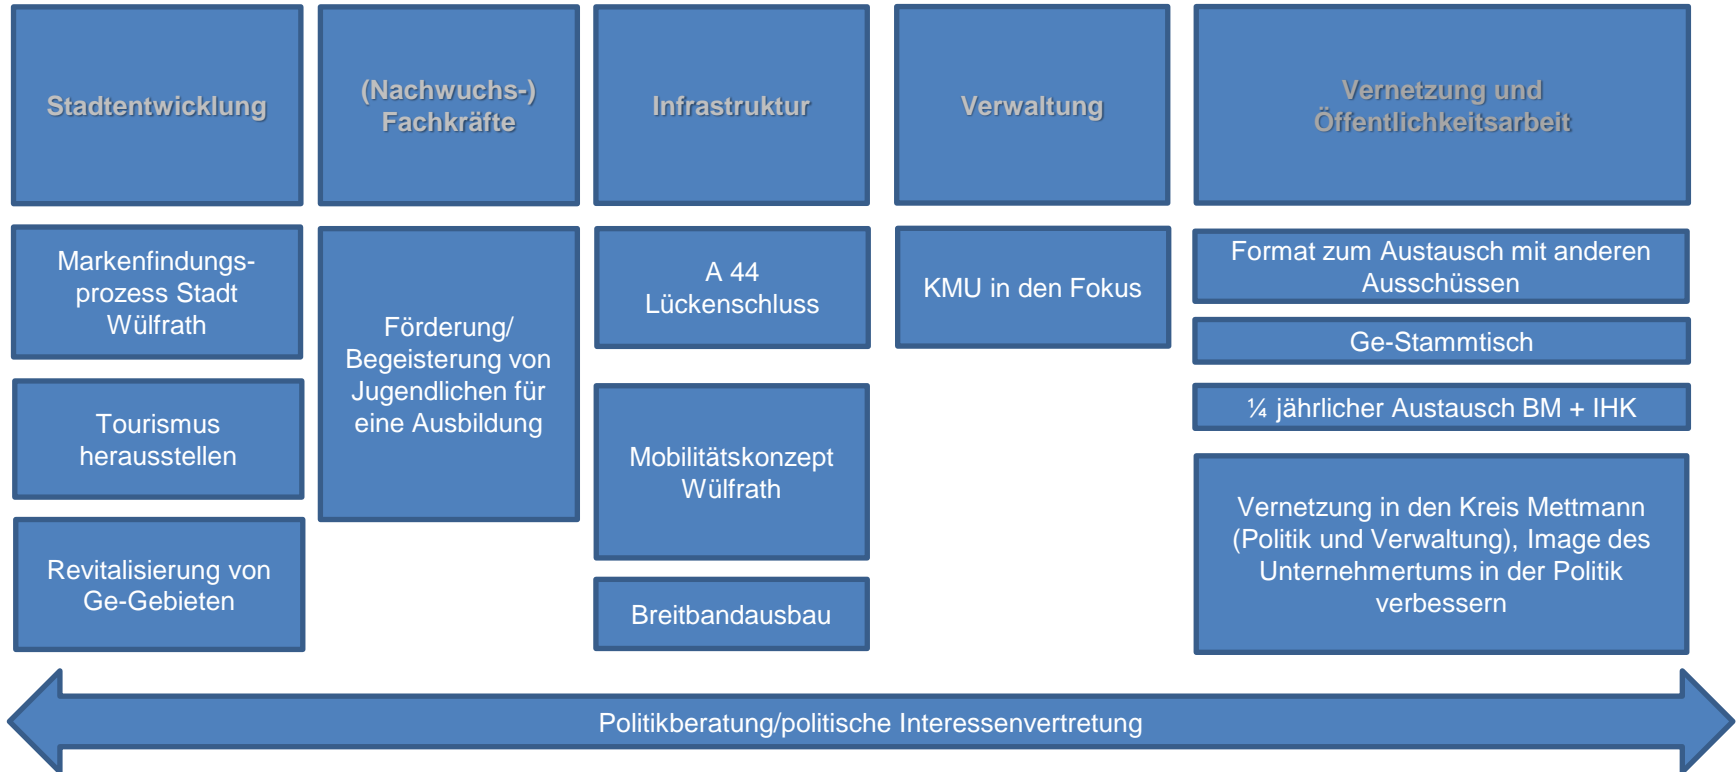 Stadtentwicklung
(Nachwuchs-)
Fachkräfte
Infrastruktur
Verwaltung
Vernetzung und
Öffentlichkeitsarbeit
Markenfindungs-
prozess Stadt
Wülfrath
Tourismus
herausstellen
Revitalisierung von
Ge-Gebieten
Förderung/
Begeisterung von
Jugendlichen für
eine Ausbildung
A 44
Lückenschluss
Mobilitätskonzept
Wülfrath
Breitbandausbau
KMU in den Fokus
Format zum Austausch mit anderen
Ausschüssen
Ge-Stammtisch
¼ jährlicher Austausch BM + IHK
Vernetzung in den Kreis Mettmann
(Politik und Verwaltung), Image des
Unternehmertums in der Politik
verbessern
Politikberatung/politische Interessenvertretung